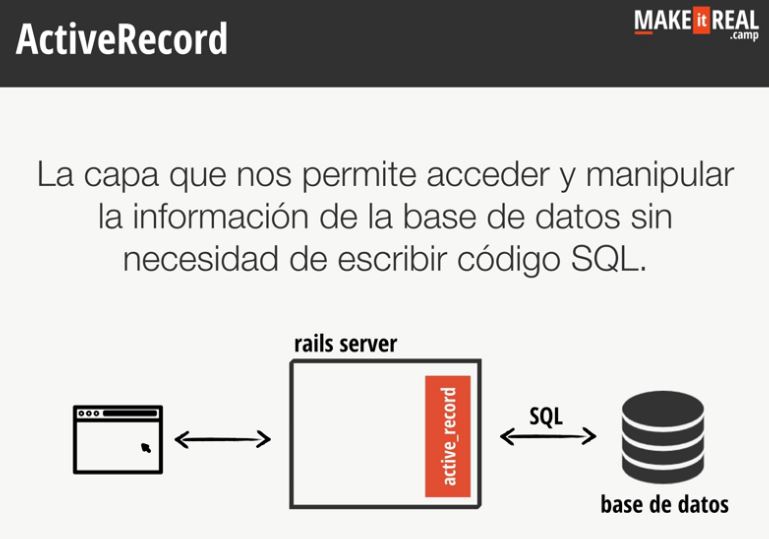 ActiveRecord
MAKE it REAL
.camp
La capa que nos permite acceder y manipular
la información de la base de datos sin
necesidad de escribir código SQL.
rails server
active_record
SQL
base de datos